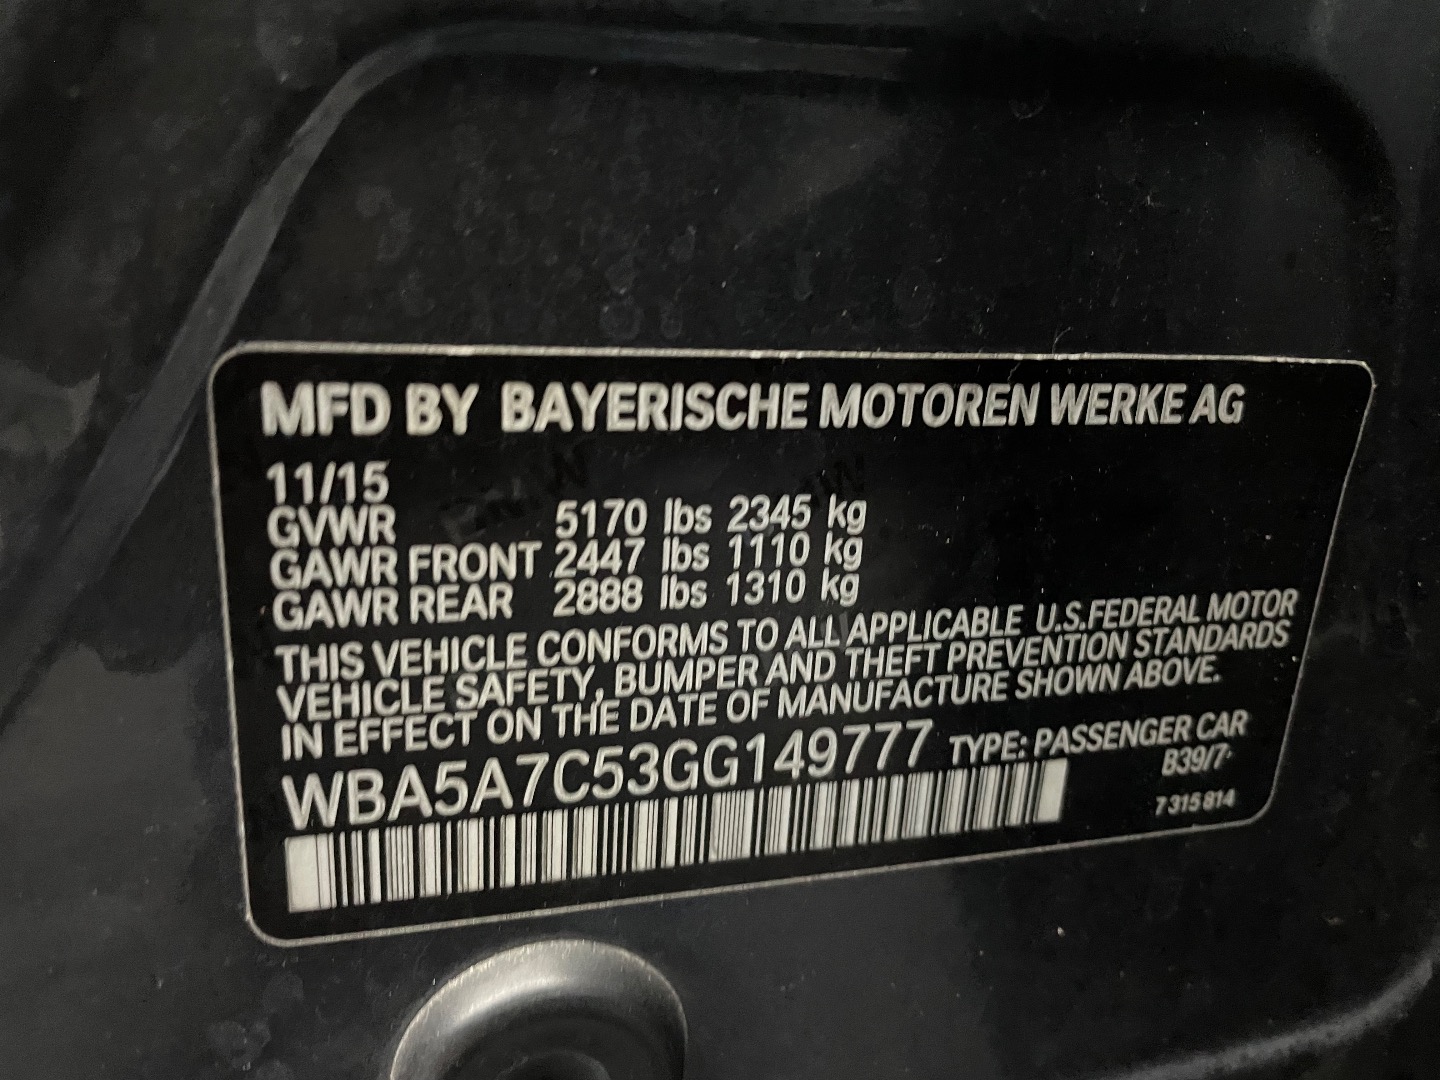 MFD BY BAYERISCHE MOTOREN WERKE AG
11/15
GVWR 5170 lbs 2345 kg
GAWR FRONT 2447 lbs 1110 kg
GAWR REAR 2888 lbs 1310 kg
THIS VEHICLE CONFORMS TO ALL APPLICABLE U.S.FEDERAL MOTOR
VEHICLE SAFETY, BUMPER AND THEFT PREVENTION STANDARDS
IN EFFECT ON THE DATE OF MANUFACTURE SHOWN ABOVE.
WBA5A7C53GG149777 TYPE: PASSENGER CAR
B39/7
7 315 814